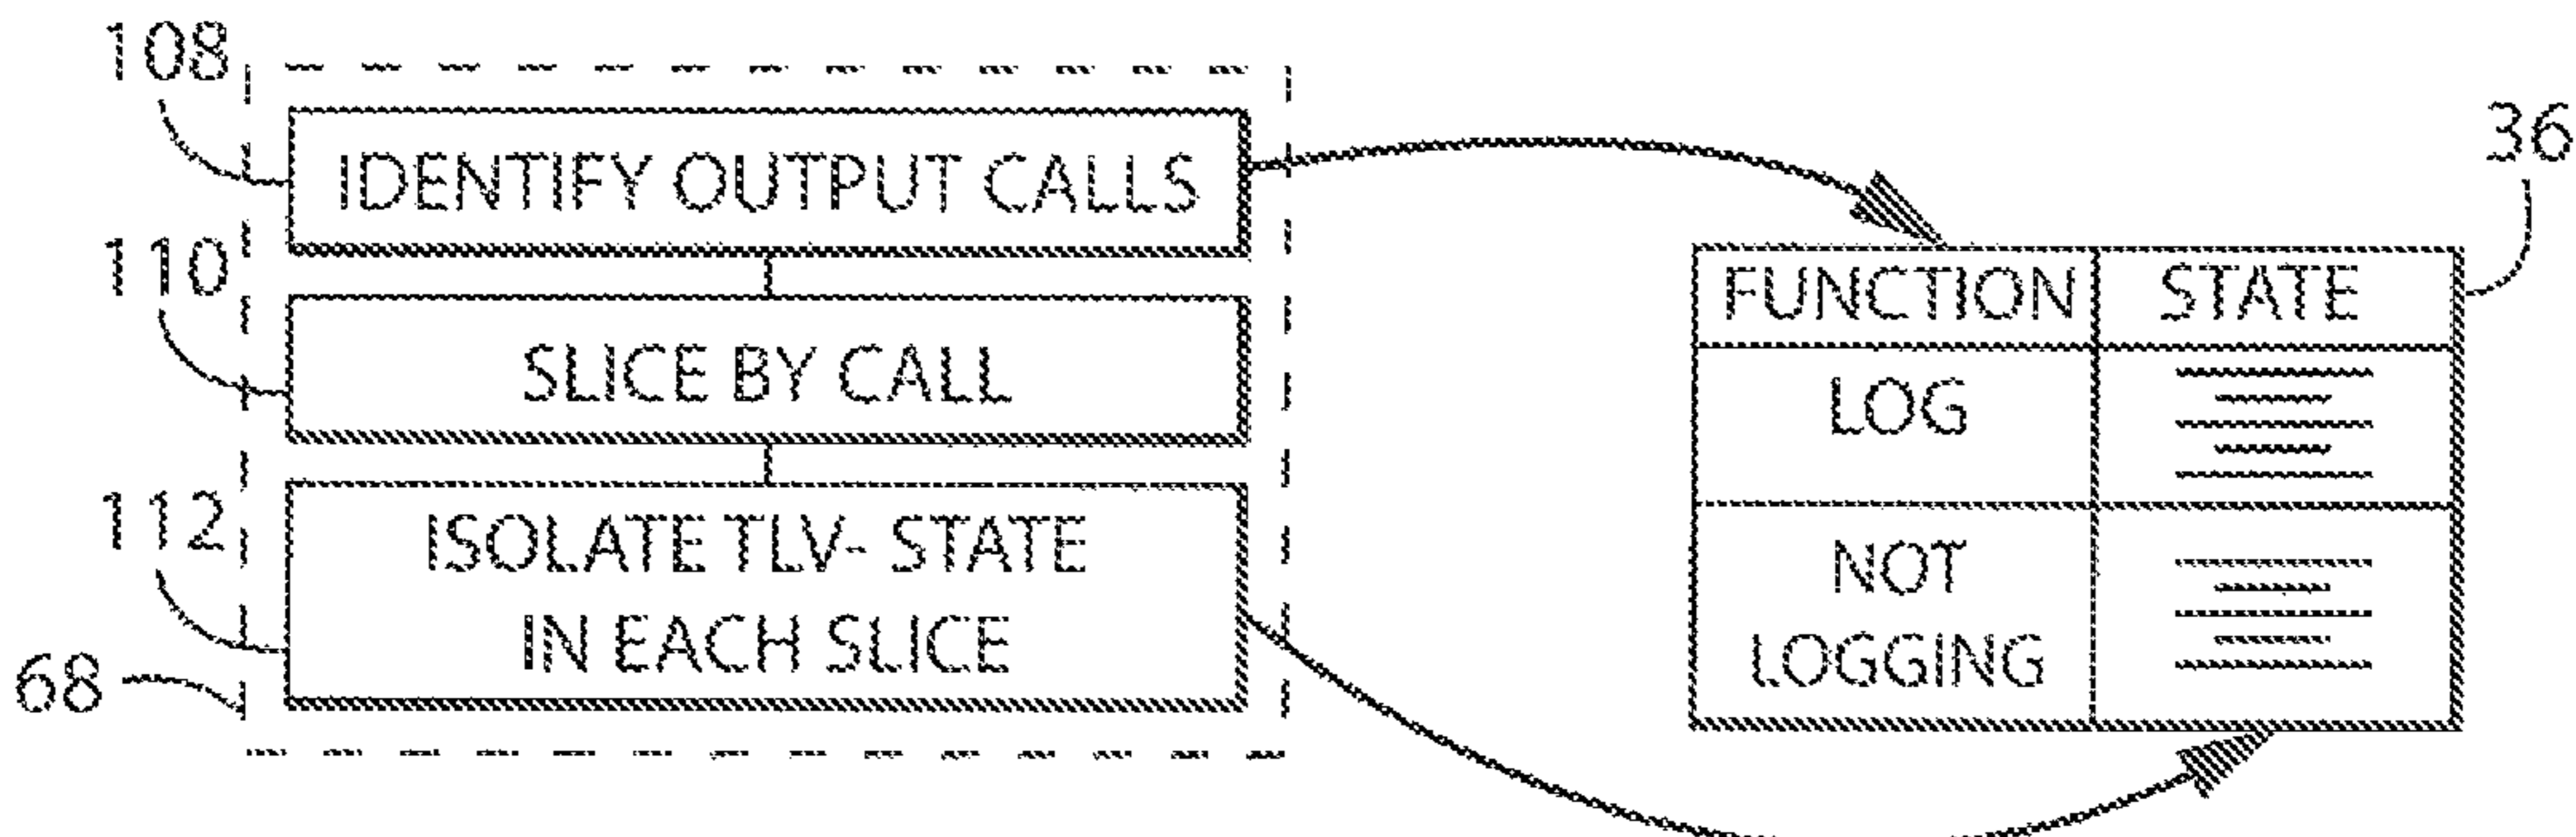 108
IDENTIFY OUTPUT CALLS
110
SLICE BY CALL
112
ISOLATE TLV- STATE
IN EACH SLICE
68
36
FUNCTION STATE
LOG
NOT
LOGGING